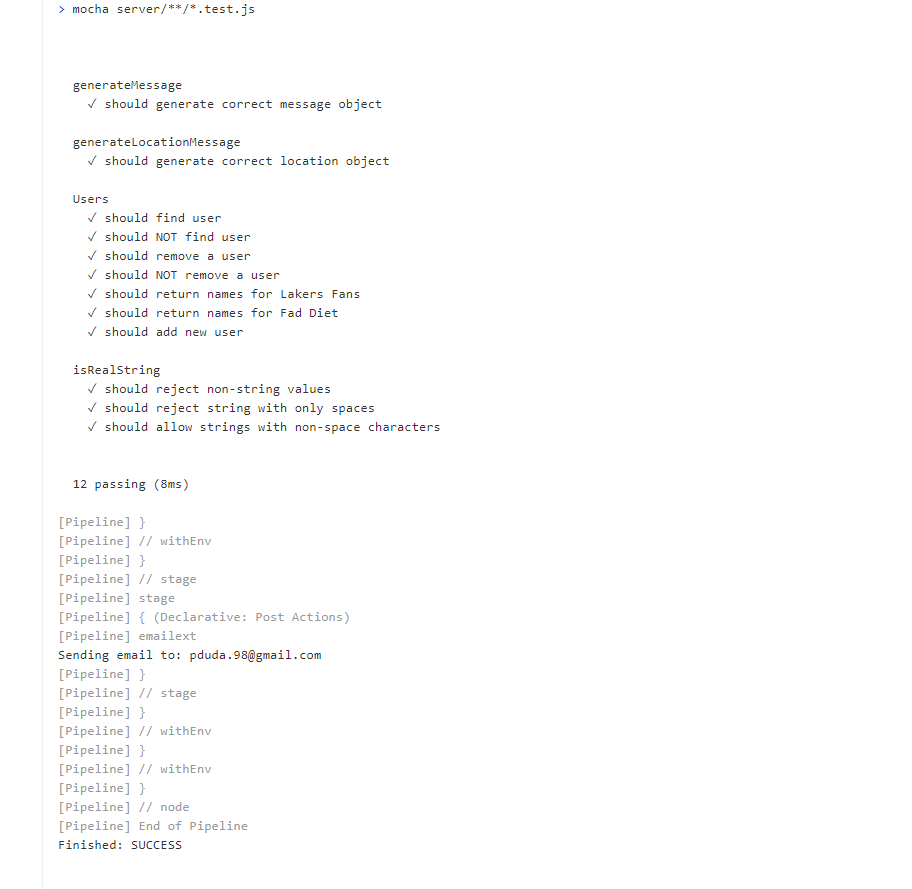 > mocha server/**/*.test.js
generateMessage
✓ should generate correct message object
generateLocationMessage
✓ should generate correct location object
Users
✓ should find user
✓ should NOT find user
✓ should remove a user
✓ should NOT remove a user
✓ should return names for Lakers Fans
✓ should return names for Fad Diet
✓ should add new user
isRealString
✓ should reject non-string values
✓ should reject string with only spaces
✓ should allow strings with non-space characters
12 passing (8ms)
[Pipeline] }
[Pipeline] // withEnv
[Pipeline] }
[Pipeline] // stage
[Pipeline] stage
[Pipeline] { (Declarative: Post Actions)
[Pipeline] emailext
Sending email to: pduda.98@gmail.com
[Pipeline] }
[Pipeline] // stage
[Pipeline] }
[Pipeline] // withEnv
[Pipeline] }
[Pipeline] // withEnv
[Pipeline] }
[Pipeline] // node
[Pipeline] End of Pipeline
Finished: SUCCESS